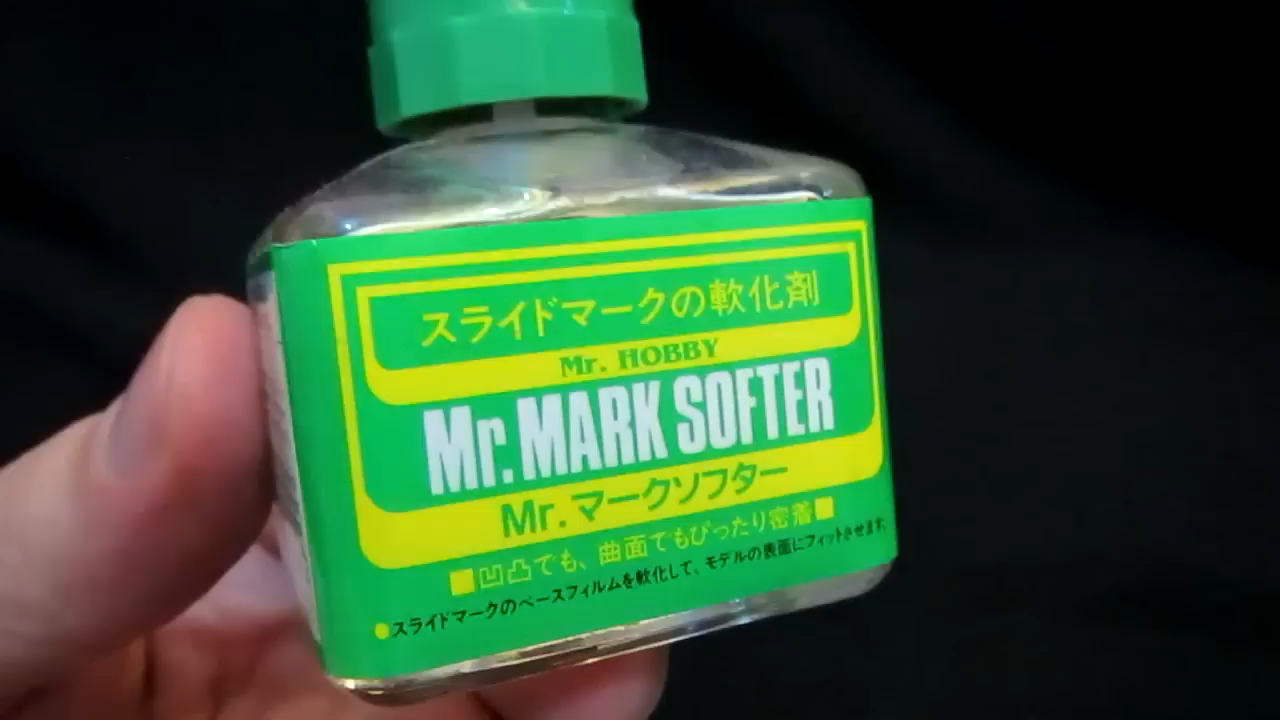 スライドマークの軟化剤
Mr. HOBBY
Mr. MARK SOFTER
Mr. マークソフター
■凹凸でも、曲面でもぴったり密着■
●スライドマークのベースフィルムを軟化して、モデルの表面にフィットさせます。